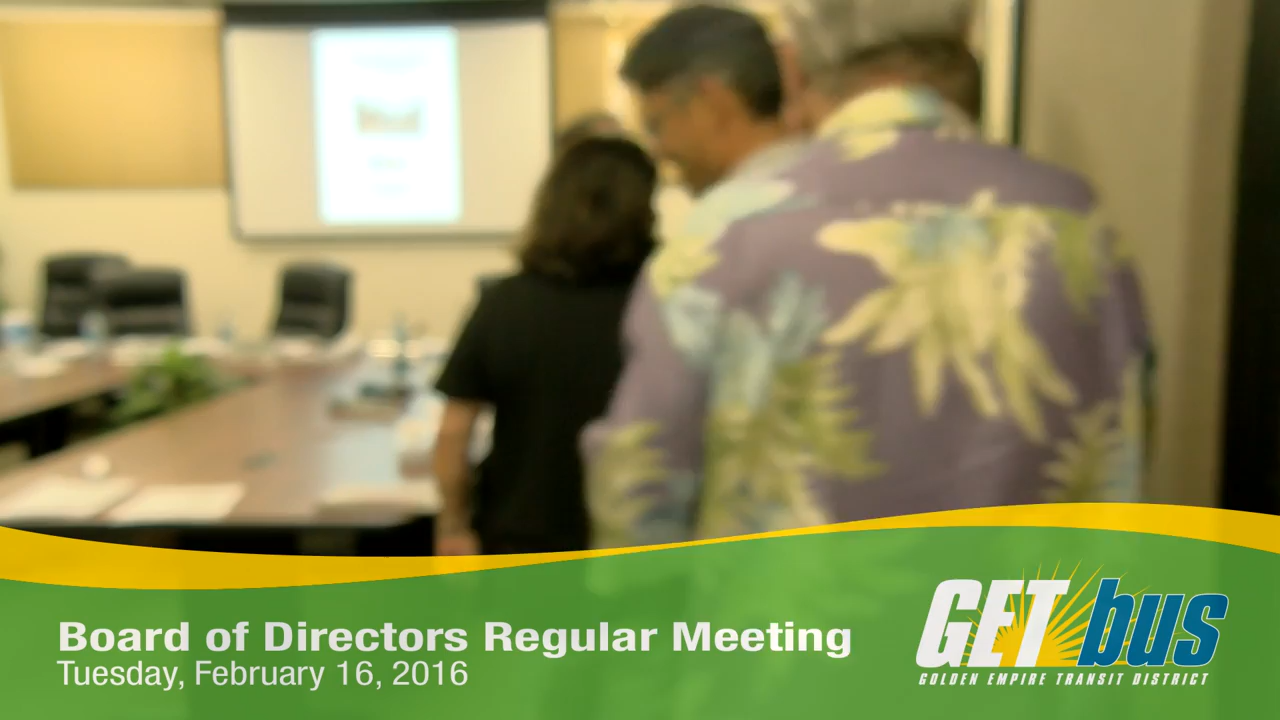 Board of Directors Regular Meeting
Tuesday, February 16, 2016
GET bus
GOLDEN EMPIRE TRANSIT DISTRICT